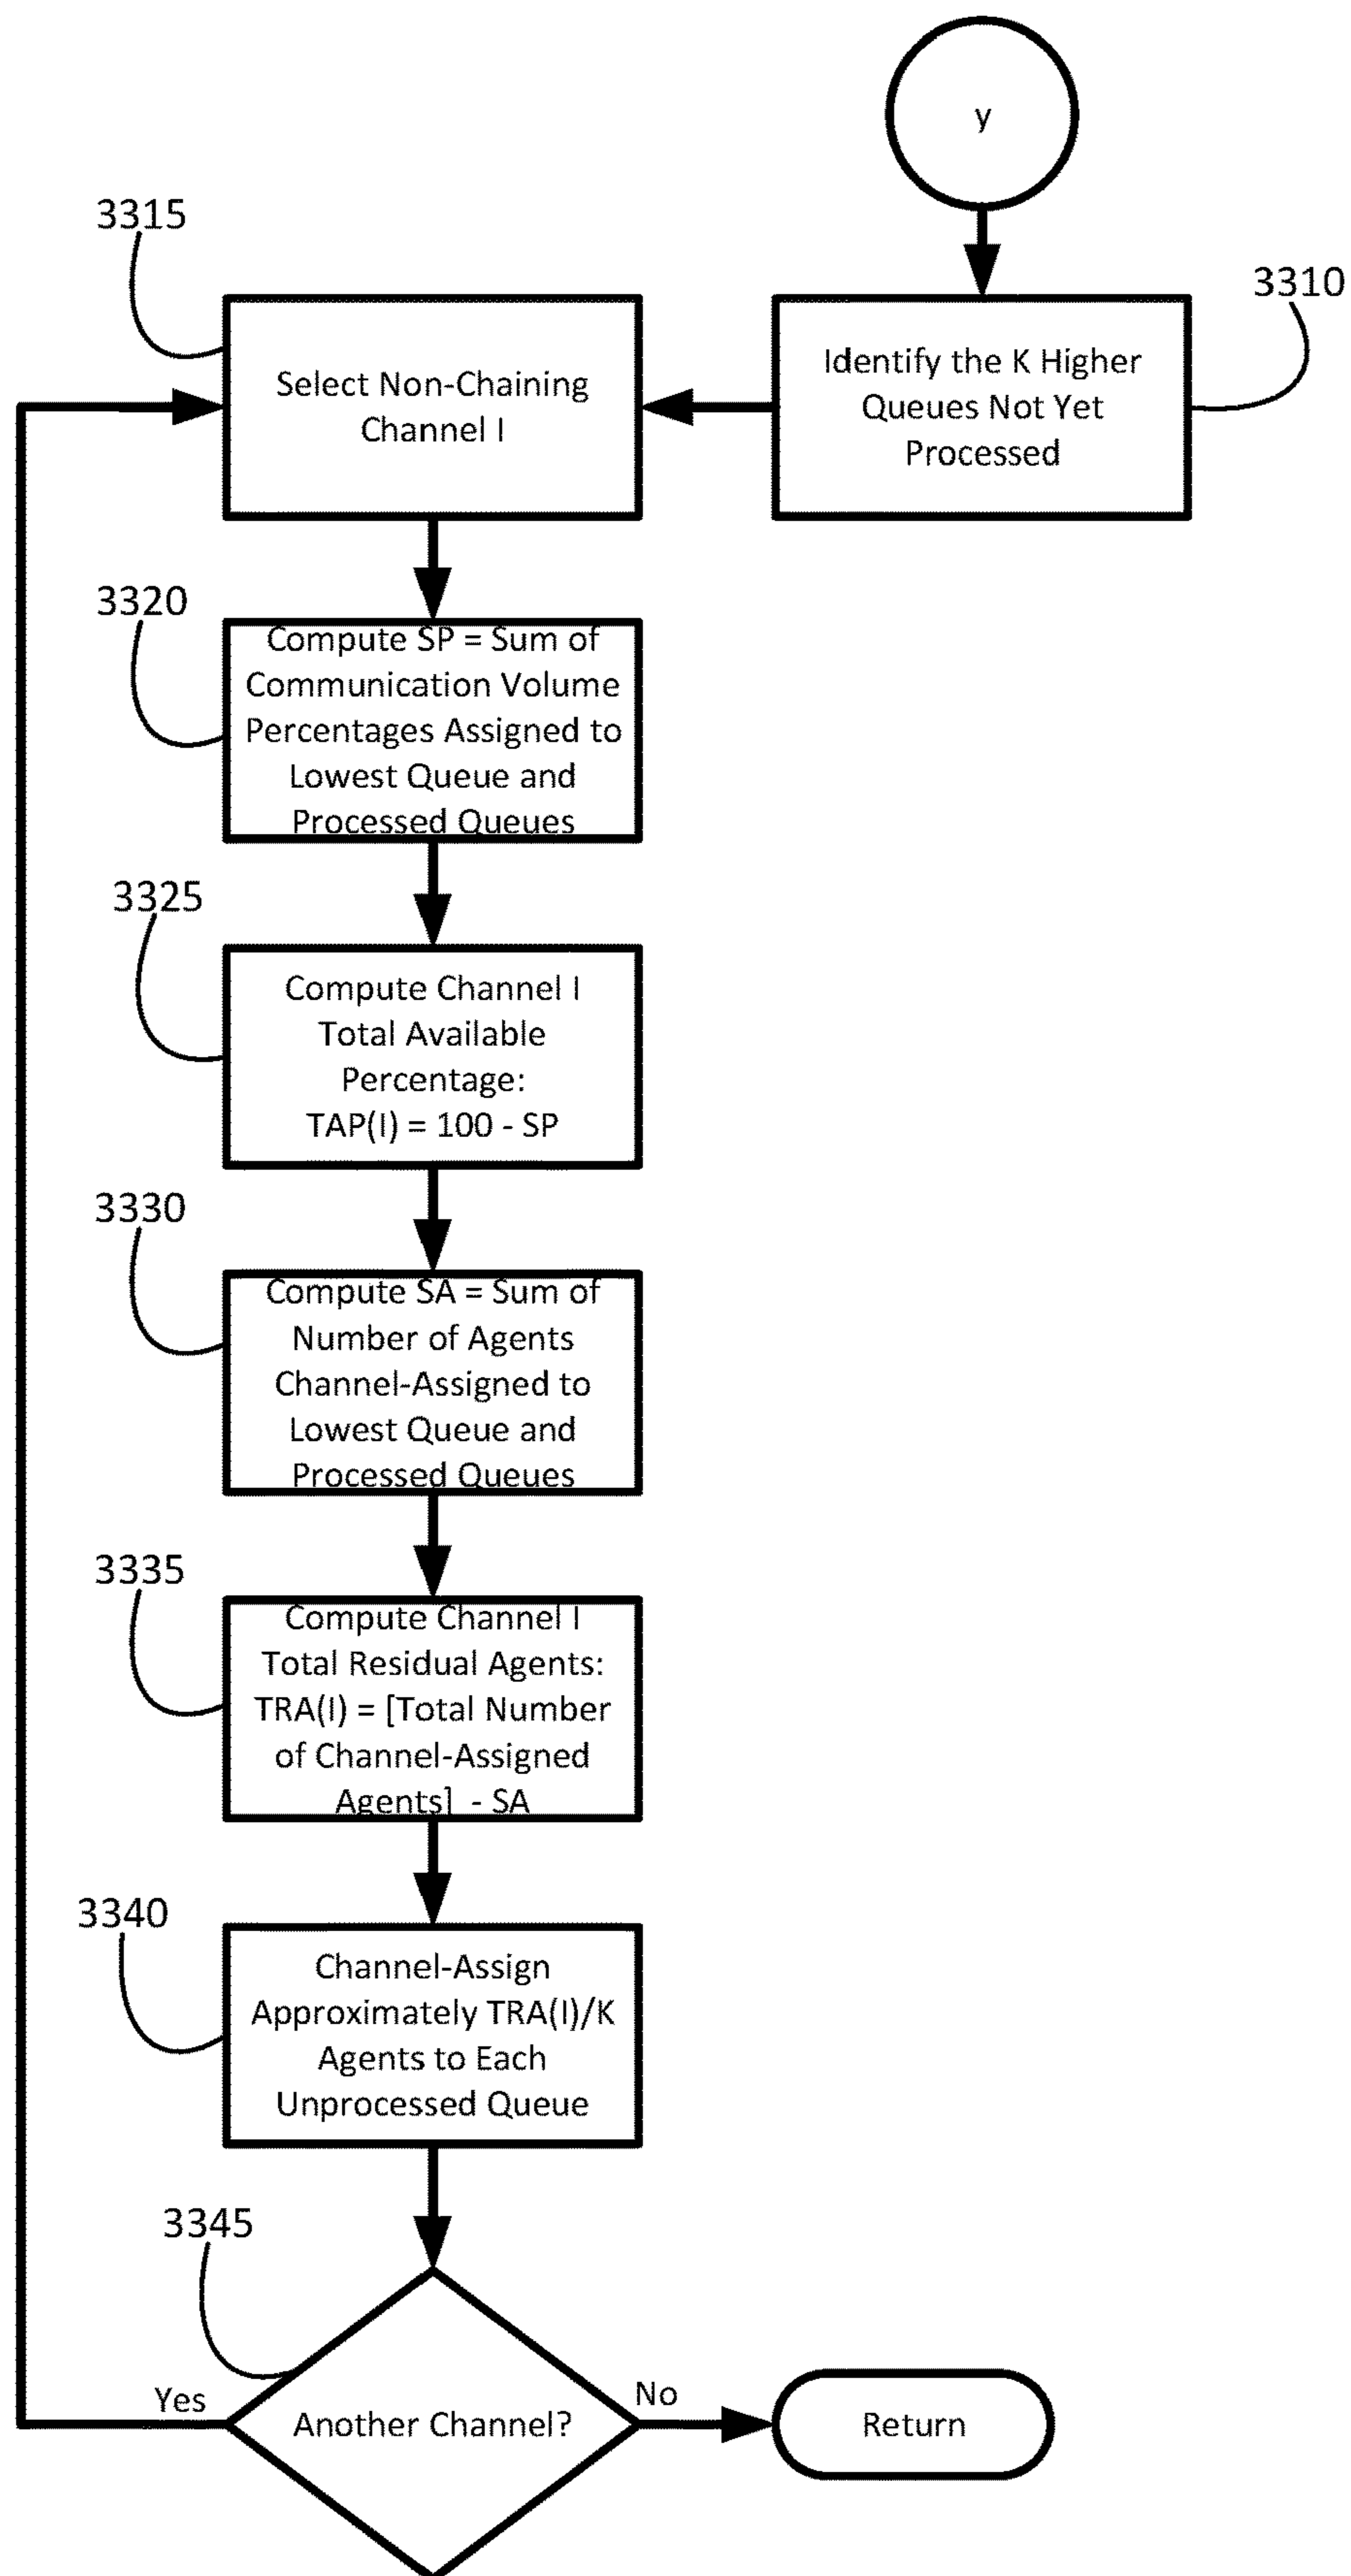 y
3310
Identify the K Higher
Queues Not Yet
Processed
3315
Select Non-Chaining
Channel I
3320
Compute SP = Sum of
Communication Volume
Percentages Assigned to
Lowest Queue and
Processed Queues
3325
Compute Channel I
Total Available
Percentage:
TAP(I) = 100 - SP
3330
Compute SA = Sum of
Number of Agents
Channel-Assigned to
Lowest Queue and
Processed Queues
3335
Compute Channel I
Total Residual Agents:
TRA(I) = [Total Number
of Channel-Assigned
Agents] - SA
3340
Channel-Assign
Approximately TRA(I)/K
Agents to Each
Unprocessed Queue
3345
Another Channel?
Yes
No
Return